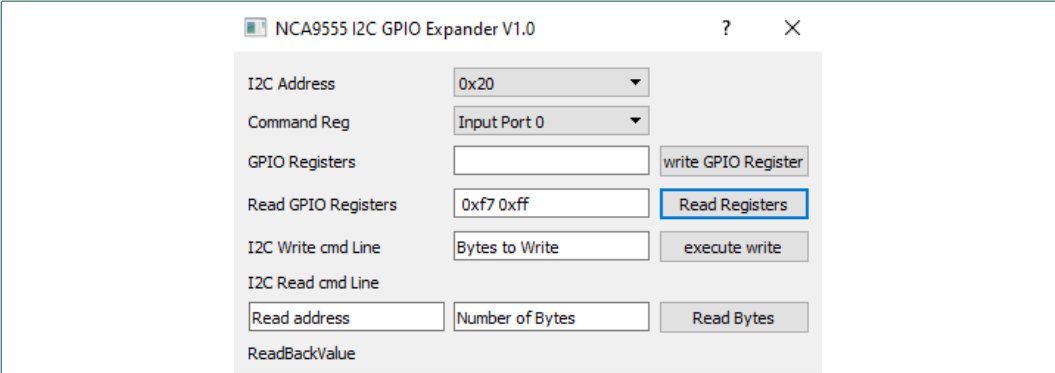 NCA9555 I2C GPIO Expander V1.0 ?
I2C Address 0x20
Command Reg Input Port 0
GPIO Registers write GPIO Register
Read GPIO Registers 0xf7 0xff Read Registers
I2C Write cmd Line Bytes to Write execute write
I2C Read cmd Line
Read address Number of Bytes Read Bytes
ReadBackValue